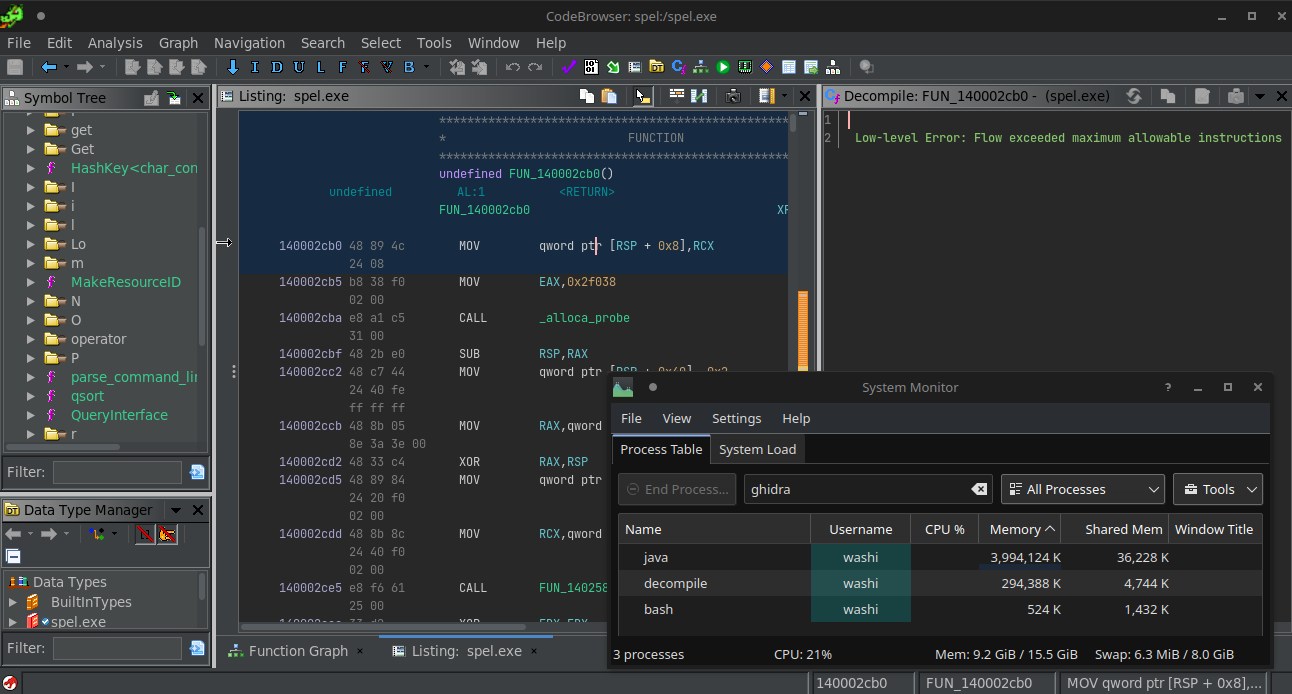 CodeBrowser: spel:/spel.exe
File Edit Analysis Graph Navigation Search Select Tools Window Help
I D U L F V B
Symbol Tree
get
Get
HashKey<char_con
I
i
l
Lo
m
MakeResourceID
N
O
operator
P
parse_command_lin
qsort
QueryInterface
r
Filter:
Data Type Manager
Data Types
BuiltInTypes
spel.exe
Filter:
Listing: spel.exe
**************************************************
* FUNCTION
**************************************************
undefined FUN_140002cb0()
undefined AL:1 <RETURN>
FUN_140002cb0 XR
140002cb0 48 89 4c MOV qword ptr [RSP + 0x8],RCX
24 08
140002cb5 b8 38 f0 MOV EAX,0x2f038
02 00
140002cba e8 a1 c5 CALL _alloca_probe
31 00
140002cbf 48 2b e0 SUB RSP,RAX
140002cc2 48 c7 44 MOV qword ptr [RSP + 0x40],-0x2
24 40 fe
ff ff ff
140002ccb 48 8b 05 MOV RAX,qword
8e 3a 3e 00
140002cd2 48 33 c4 XOR RAX,RSP
140002cd5 48 89 84 MOV qword ptr
24 20 f0
02 00
140002cdd 48 8b 8c MOV RCX,qword
24 40 f0
02 00
140002ce5 e8 f6 61 CALL FUN_140258
25 00
Function Graph × Listing: spel.exe ×
Decompile: FUN_140002cb0 - (spel.exe)
1
2 Low-level Error: Flow exceeded maximum allowable instructions
System Monitor
File View Settings Help
Process Table System Load
End Process... ghidra All Processes Tools
Name Username CPU % Memory Shared Mem Window Title
java washi 3,994,124 K 36,228 K
decompile washi 294,388 K 4,744 K
bash washi 524 K 1,432 K
3 processes CPU: 21% Mem: 9.2 GiB / 15.5 GiB Swap: 6.3 MiB / 8.0 GiB
140002cb0 FUN_140002cb0 MOV qword ptr [RSP + 0x8],...